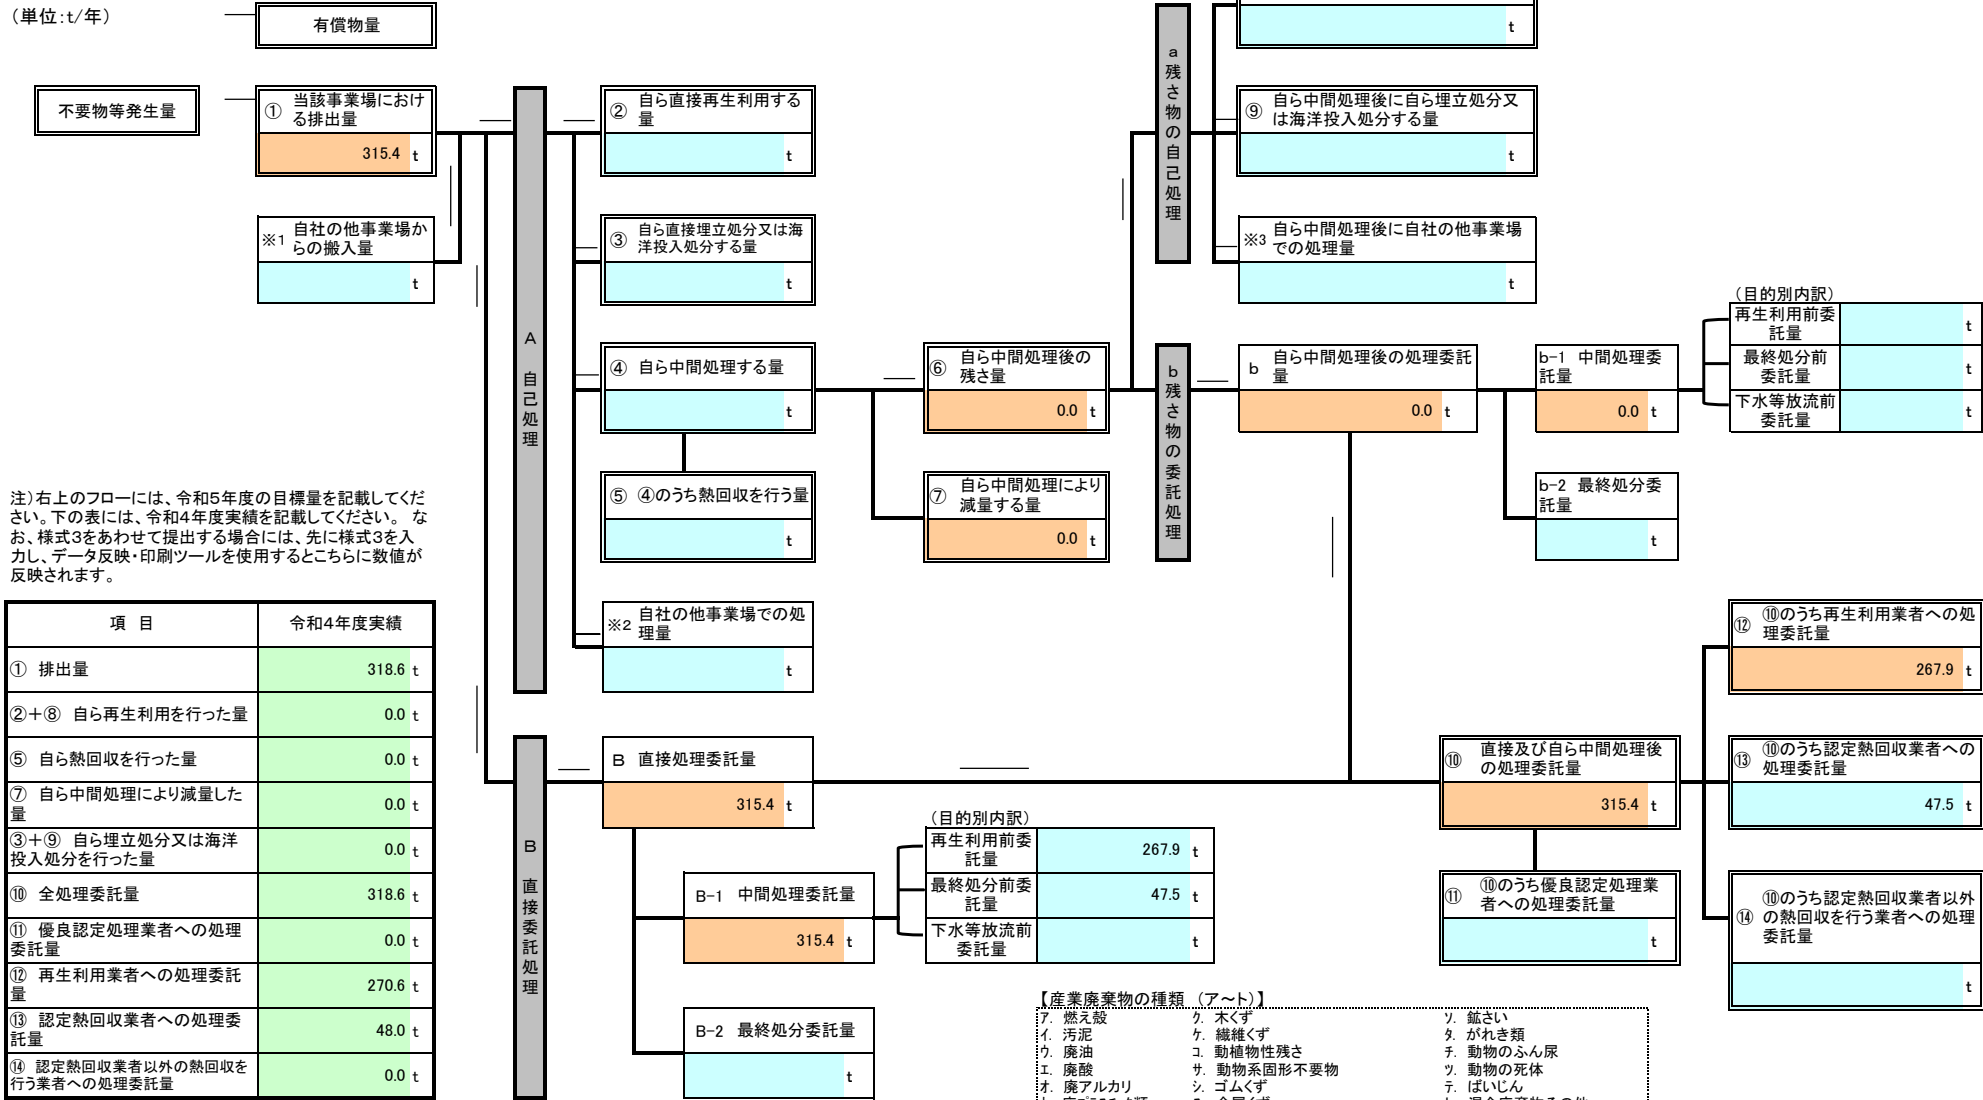 （単位：t/年）
有償物量
t
不要物等発生量
① 当該事業場におけ
る排出量
315.4 t
※1 自社の他事業場か
らの搬入量
t
A 自己処理
② 自ら直接再生利用する
量
t
③ 自ら直接埋立処分又は海
洋投入処分する量
t
④ 自ら中間処理する量
t
⑤ ④のうち熱回収を行う量
t
※2 自社の他事業場での処
理量
t
⑥ 自ら中間処理後の
残さ量
0.0 t
⑦ 自ら中間処理により
減量する量
0.0 t
a 残さ物の自己処理
⑨ 自ら中間処理後に自ら埋立処分又
は海洋投入処分する量
t
※3 自ら中間処理後に自社の他事業場
での処理量
t
b 残さ物の委託処理
b 自ら中間処理後の処理委託
量
0.0 t
b-1 中間処理委
託量
0.0 t
（目的別内訳）
再生利用前委
託量
t
最終処分前
委託量
t
下水等放流前
委託量
t
b-2 最終処分委
託量
t
注）右上のフローには、令和5年度の目標量を記載してくだ
さい。下の表には、令和4年度実績を記載してください。 な
お、様式3をあわせて提出する場合には、先に様式3を入
力し、データ反映・印刷ツールを使用するとこちらに数値が
反映されます。
項 目 令和4年度実績
① 排出量 318.6 t
②＋⑧ 自ら再生利用を行った量 0.0 t
⑤ 自ら熱回収を行った量 0.0 t
⑦ 自ら中間処理により減量した
量 0.0 t
③＋⑨ 自ら埋立処分又は海洋
投入処分を行った量 0.0 t
⑩ 全処理委託量 318.6 t
⑪ 優良認定処理業者への処理
委託量 0.0 t
⑫ 再生利用業者への処理委託
量 270.6 t
⑬ 認定熱回収業者への処理委
託量 48.0 t
⑭ 認定熱回収業者以外の熱回収を
行う業者への処理委託量 0.0 t
B 直接委託処理
B 直接処理委託量
315.4 t
B-1 中間処理委託量
315.4 t
（目的別内訳）
再生利用前委
託量 267.9 t
最終処分前委
託量 47.5 t
下水等放流前
委託量 t
B-2 最終処分委託量
t
⑩ 直接及び自ら中間処理後
の処理委託量
315.4 t
⑪ ⑩のうち優良認定処理業
者への処理委託量
t
⑫ ⑩のうち再生利用業者への処
理委託量
267.9 t
⑬ ⑩のうち認定熱回収業者への
処理委託量
47.5 t
⑭ ⑩のうち認定熱回収業者以外
の熱回収を行う業者への処理
委託量
t
【産業廃棄物の種類 （ア～ト）】
ア. 燃え殻 ク. 木くず ソ. 鉱さい
イ. 汚泥 ケ. 繊維くず タ. がれき類
ウ. 廃油 コ. 動植物性残さ チ. 動物のふん尿
エ. 廃酸 サ. 動物系固形不要物 ツ. 動物の死体
オ. 廃アルカリ シ. ゴムくず テ. ばいじん